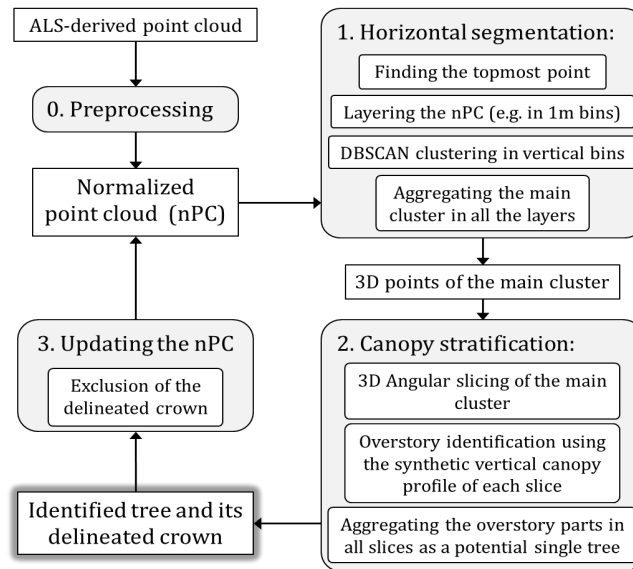 ALS-derived point cloud
0. Preprocessing
Normalized
point cloud (nPC)
1. Horizontal segmentation:
Finding the topmost point
Layering the nPC (e.g. in 1m bins)
DBSCAN clustering in vertical bins
Aggregating the main
cluster in all the layers
3D points of the main cluster
2. Canopy stratification:
3D Angular slicing of the main
cluster
Overstory identification using
the synthetic vertical canopy
profile of each slice
Aggregating the overstory parts in
all slices as a potential single tree
Identified tree and its
delineated crown
3. Updating the nPC
Exclusion of the
delineated crown